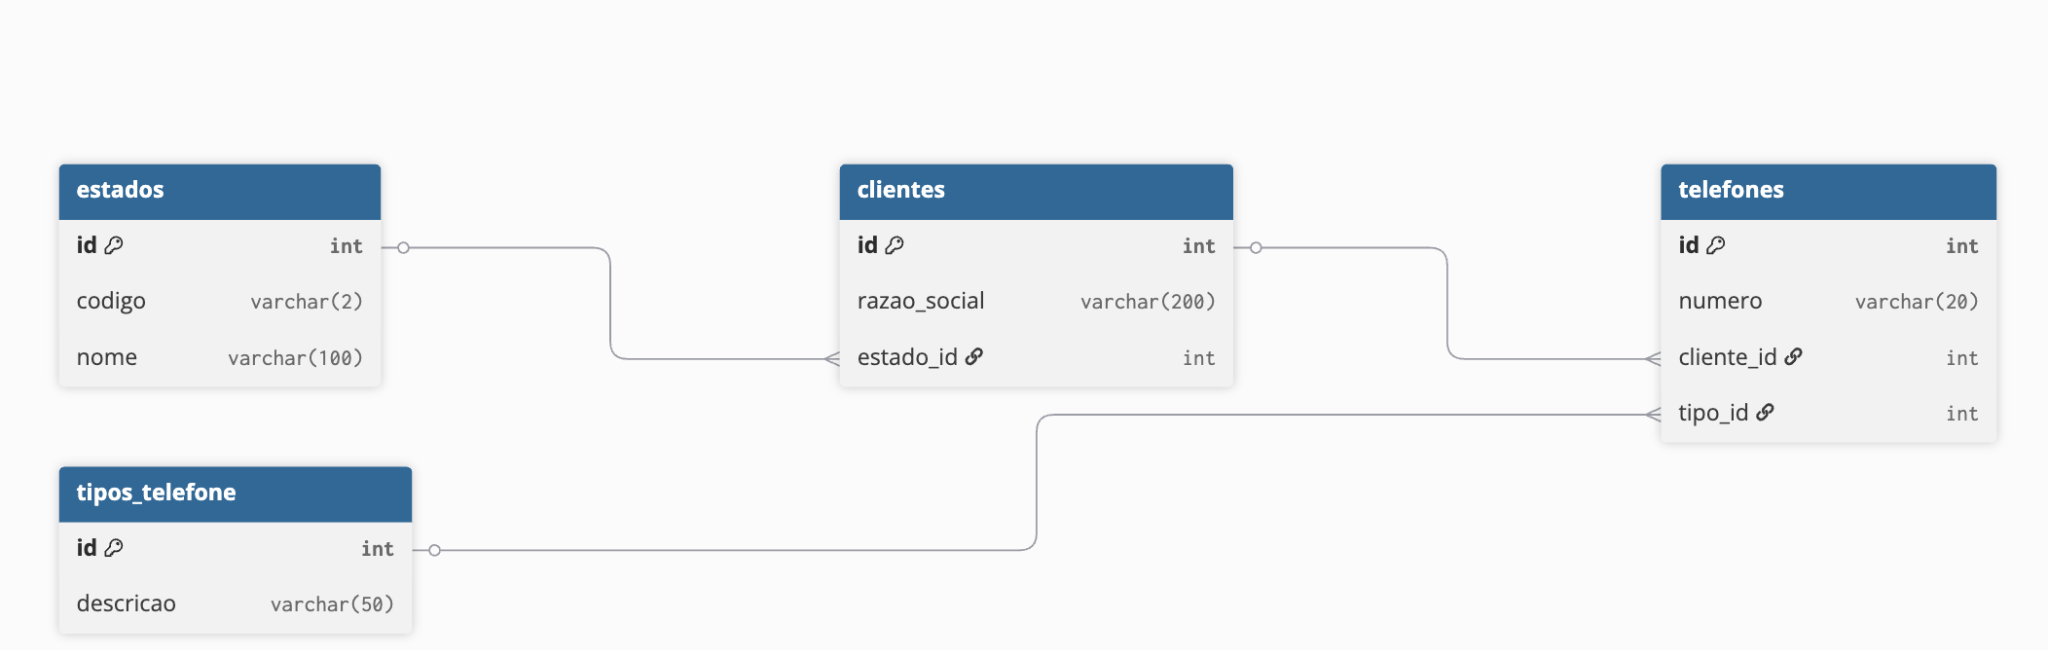 estados
id int
codigo varchar(2)
nome varchar(100)
clientes
id int
razao_social varchar(200)
estado_id int
telefones
id int
numero varchar(20)
cliente_id int
tipo_id int
tipos_telefone
id int
descricao varchar(50)